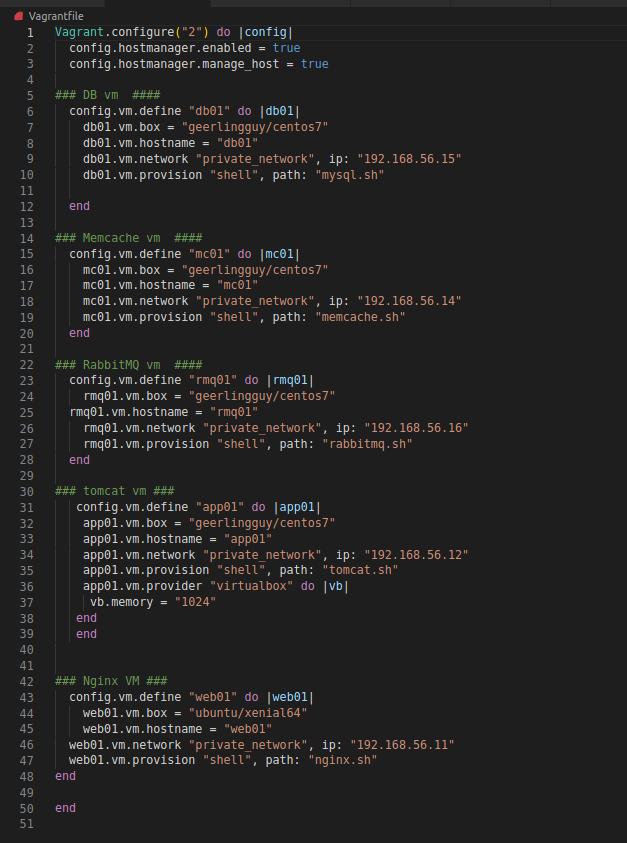 Vagrantfile
1 Vagrant.configure("2") do |config|
2 config.hostmanager.enabled = true
3 config.hostmanager.manage_host = true
4
5 ### DB vm  ####
6 config.vm.define "db01" do |db01|
7 db01.vm.box = "geerlingguy/centos7"
8 db01.vm.hostname = "db01"
9 db01.vm.network "private_network", ip: "192.168.56.15"
10 db01.vm.provision "shell", path: "mysql.sh"
11
12 end
13
14 ### Memcache vm  ####
15 config.vm.define "mc01" do |mc01|
16 mc01.vm.box = "geerlingguy/centos7"
17 mc01.vm.hostname = "mc01"
18 mc01.vm.network "private_network", ip: "192.168.56.14"
19 mc01.vm.provision "shell", path: "memcache.sh"
20 end
21
22 ### RabbitMQ vm  ####
23 config.vm.define "rmq01" do |rmq01|
24 rmq01.vm.box = "geerlingguy/centos7"
25 rmq01.vm.hostname = "rmq01"
26 rmq01.vm.network "private_network", ip: "192.168.56.16"
27 rmq01.vm.provision "shell", path: "rabbitmq.sh"
28 end
29
30 ### tomcat vm ###
31 config.vm.define "app01" do |app01|
32 app01.vm.box = "geerlingguy/centos7"
33 app01.vm.hostname = "app01"
34 app01.vm.network "private_network", ip: "192.168.56.12"
35 app01.vm.provision "shell", path: "tomcat.sh"
36 app01.vm.provider "virtualbox" do |vb|
37 vb.memory = "1024"
38 end
39 end
40
41
42 ### Nginx VM ###
43 config.vm.define "web01" do |web01|
44 web01.vm.box = "ubuntu/xenial64"
45 web01.vm.hostname = "web01"
46 web01.vm.network "private_network", ip: "192.168.56.11"
47 web01.vm.provision "shell", path: "nginx.sh"
48 end
49
50 end
51